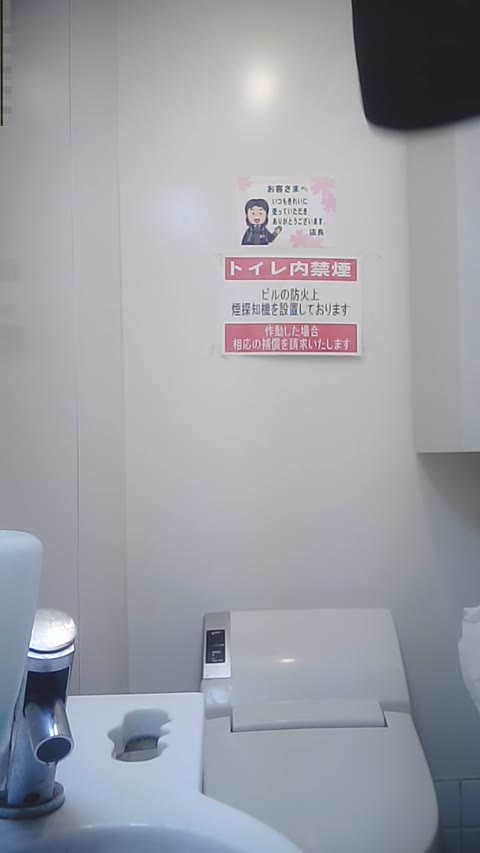 お客さまへ
いつもきれいに
使っていただき
ありがとうございます。
店長
トイレ内禁煙
ビルの防火上
煙探知機を設置しております
作動した場合
相応の補償を請求いたします